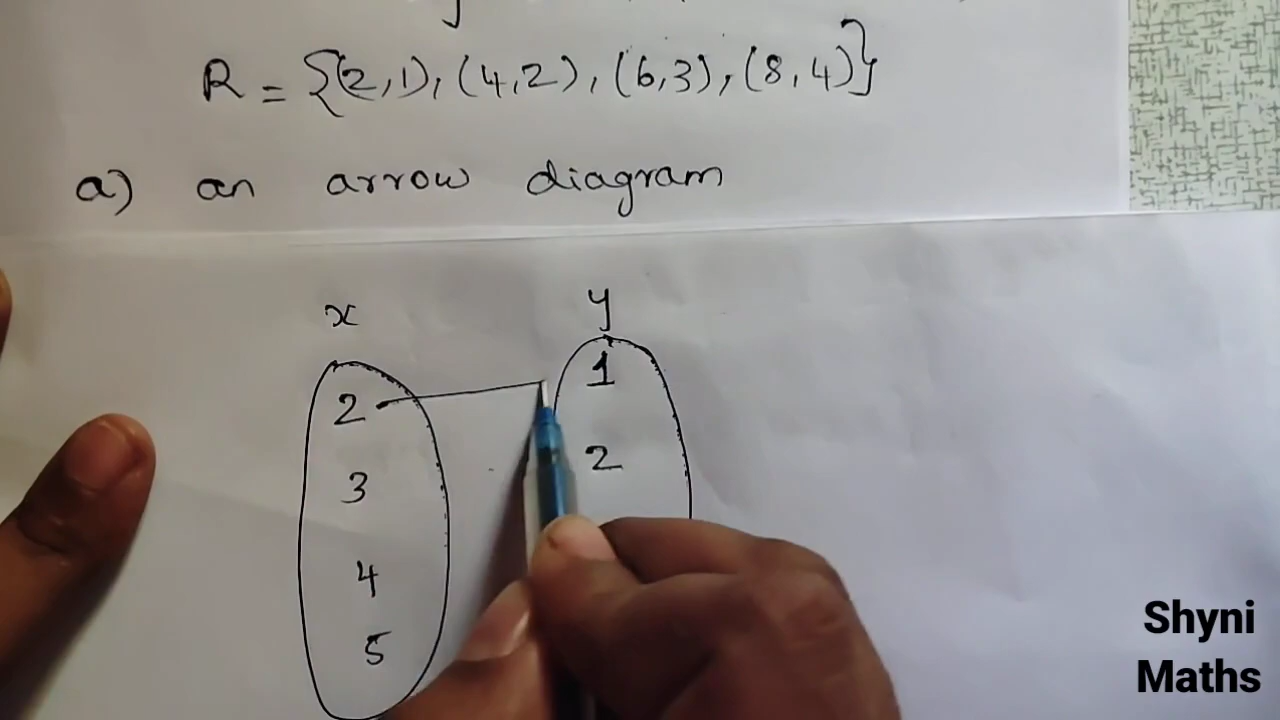 R = {(2,1), (4,2), (6,3), (8,4)}
a) an arrow diagram
x y
2 1
3 2
4
5
Shyni
Maths